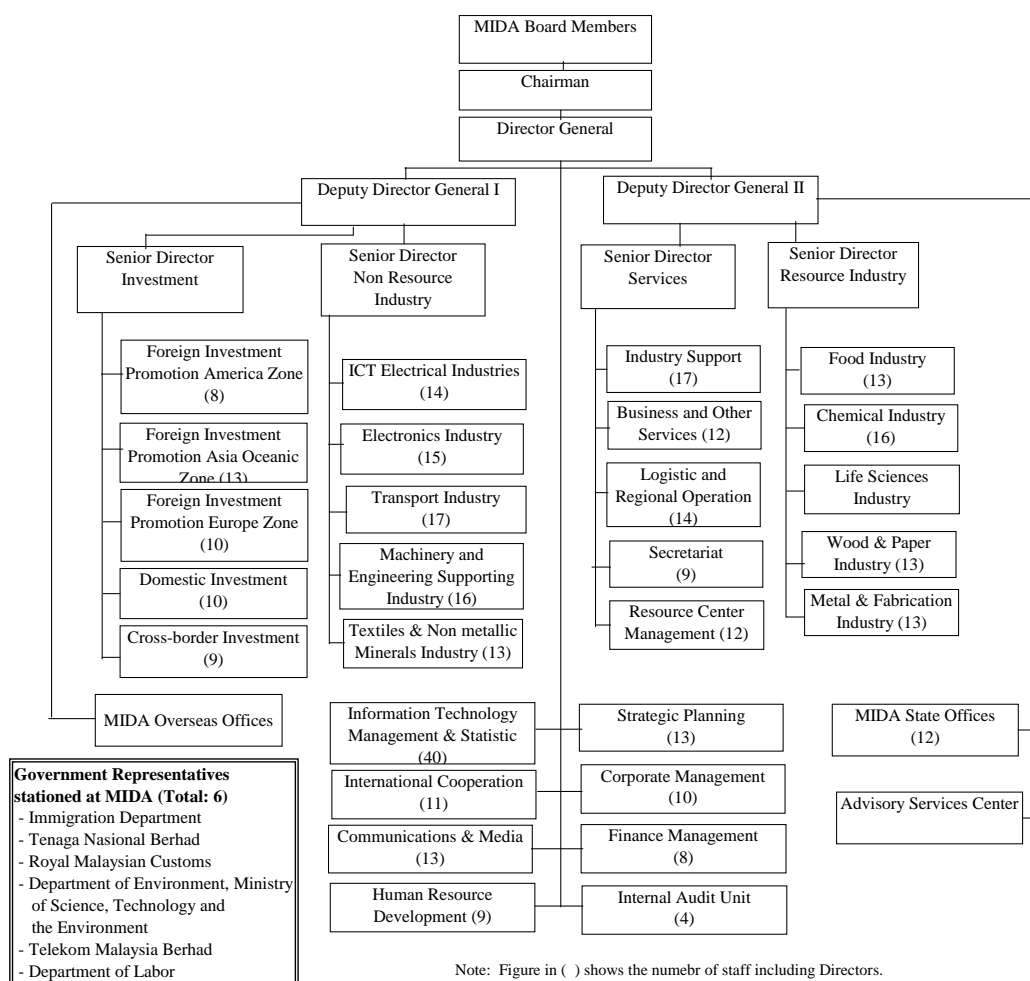 MIDA Board Members
Chairman
Director General
Deputy Director General I
Deputy Director General II
Senior Director
Investment
Senior Director
Non Resource
Industry
Senior Director
Services
Senior Director
Resource Industry
Foreign Investment
Promotion America Zone
(8)
Foreign Investment
Promotion Asia Oceanic
Zone (13)
Foreign Investment
Promotion Europe Zone
(10)
Domestic Investment
(10)
Cross-border Investment
(9)
ICT Electrical Industries
(14)
Electronics Industry
(15)
Transport Industry
(17)
Machinery and
Engineering Supporting
Industry (16)
Textiles & Non metallic
Minerals Industry (13)
Industry Support
(17)
Business and Other
Services (12)
Logistic and
Regional Operation
(14)
Secretariat
(9)
Resource Center
Management (12)
Food Industry
(13)
Chemical Industry
(16)
Life Sciences
Industry
Wood & Paper
Industry (13)
Metal & Fabrication
Industry (13)
MIDA Overseas Offices
Information Technology
Management & Statistic
(40)
Strategic Planning
(13)
MIDA State Offices
(12)
International Cooperation
(11)
Corporate Management
(10)
Advisory Services Center
Communications & Media
(13)
Finance Management
(8)
Human Resource
Development (9)
Internal Audit Unit
(4)
Government Representatives
stationed at MIDA (Total: 6)
- Immigration Department
- Tenaga Nasional Berhad
- Royal Malaysian Customs
- Department of Environment, Ministry
of Science, Technology and
the Environment
- Telekom Malaysia Berhad
- Department of Labor
Note: Figure in ( ) shows the numebr of staff including Directors.